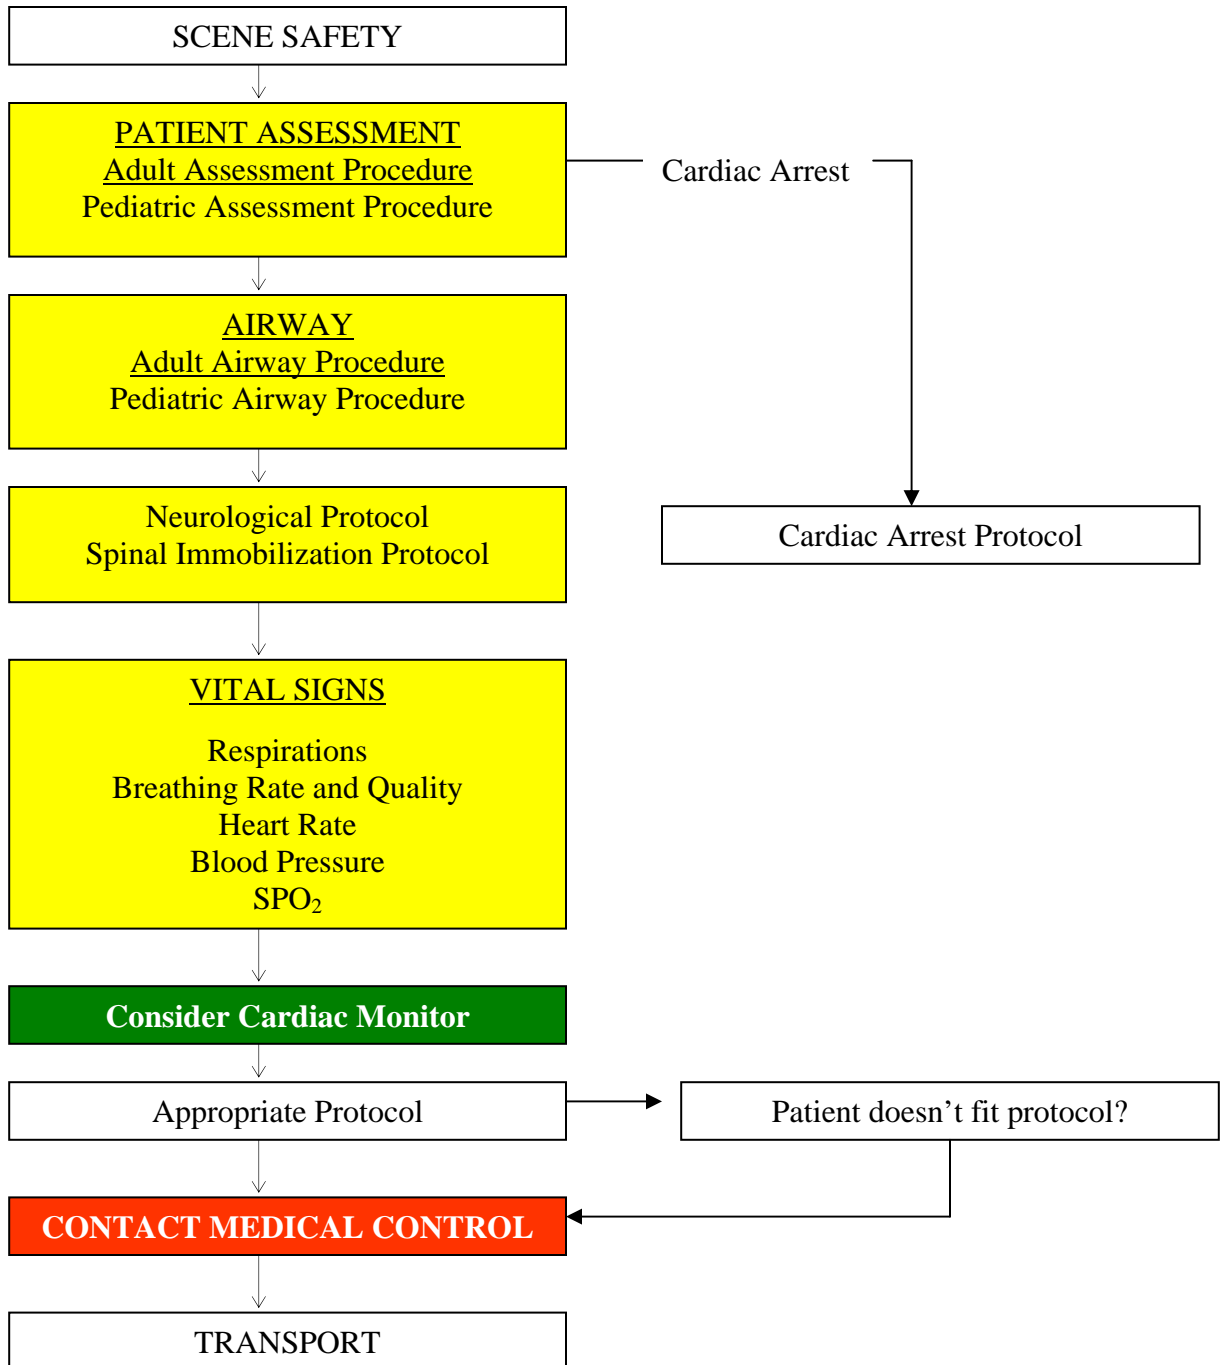 SCENE SAFETY
PATIENT ASSESSMENT
Adult Assessment Procedure
Pediatric Assessment Procedure
Cardiac Arrest
AIRWAY
Adult Airway Procedure
Pediatric Airway Procedure
Neurological Protocol
Spinal Immobilization Protocol
Cardiac Arrest Protocol
VITAL SIGNS
Respirations
Breathing Rate and Quality
Heart Rate
Blood Pressure
SPO₂
Consider Cardiac Monitor
Appropriate Protocol
Patient doesn’t fit protocol?
CONTACT MEDICAL CONTROL
TRANSPORT